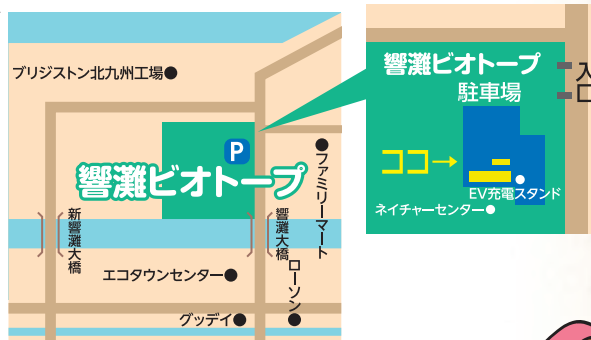 ブリジストン北九州工場
P
響灘ビオトープ
ファミリーマート
新響灘大橋
響灘大橋
エコタウンセンター
ローソン
グッデイ
響灘ビオトープ
駐車場
入口
ココ→
EV充電スタンド
ネイチャーセンター